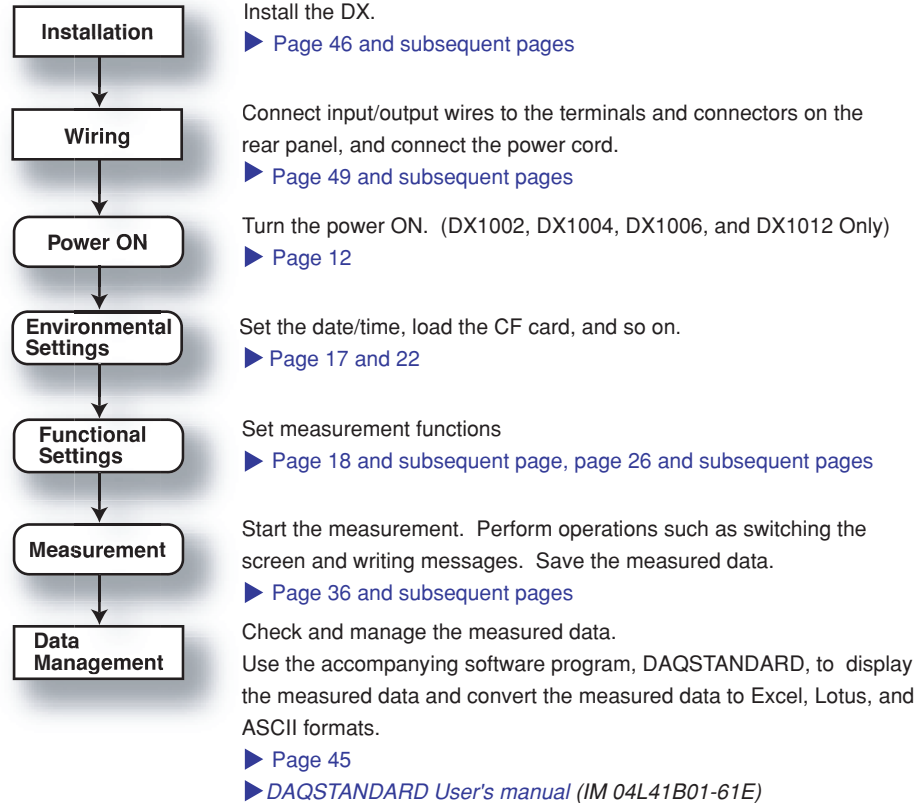 Installation
Install the DX.
▶ Page 46 and subsequent pages
Wiring
Connect input/output wires to the terminals and connectors on the
rear panel, and connect the power cord.
▶ Page 49 and subsequent pages
Power ON
Turn the power ON.  (DX1002, DX1004, DX1006, and DX1012 Only)
▶ Page 12
Environmental
Settings
Set the date/time, load the CF card, and so on.
▶ Page 17 and 22
Functional
Settings
Set measurement functions
▶ Page 18 and subsequent page, page 26 and subsequent pages
Measurement
Start the measurement.  Perform operations such as switching the
screen and writing messages.  Save the measured data.
▶ Page 36 and subsequent pages
Data
Management
Check and manage the measured data.
Use the accompanying software program, DAQSTANDARD, to  display
the measured data and convert the measured data to Excel, Lotus, and
ASCII formats.
▶ Page 45
▶ DAQSTANDARD User's manual (IM 04L41B01-61E)